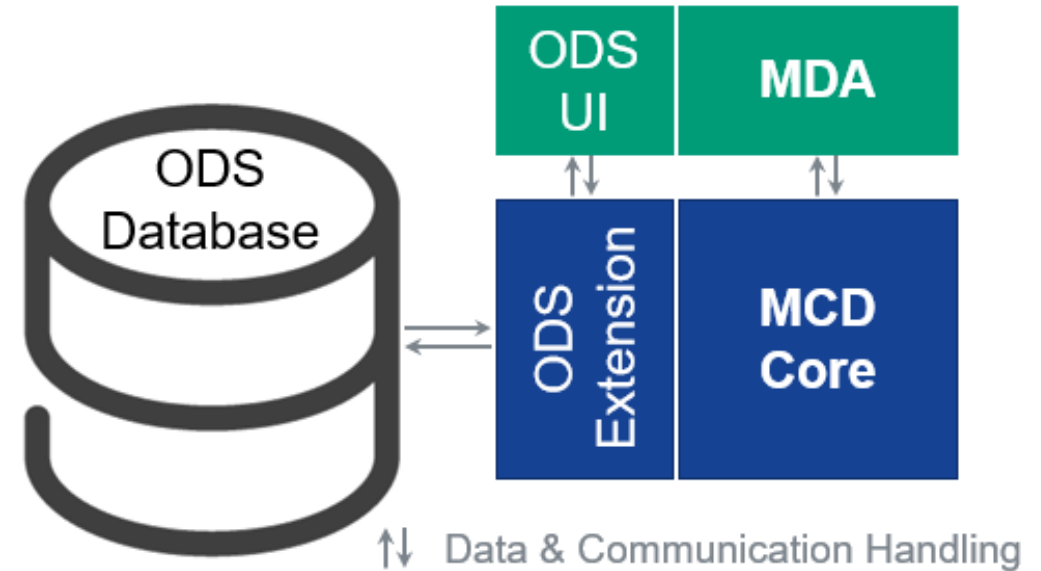 ODS
UI
MDA
ODS
Database
ODS
Extension
MCD
Core
Data & Communication Handling